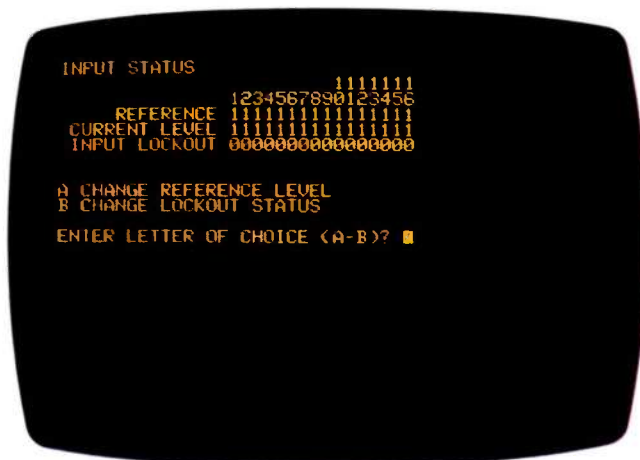 INPUT STATUS
1111111
1234567890123456
REFERENCE 1111111111111111
CURRENT LEVEL 1111111111111111
INPUT LOCKOUT 0000000000000000
A CHANGE REFERENCE LEVEL
B CHANGE LOCKOUT STATUS
ENTER LETTER OF CHOICE (A-B)?